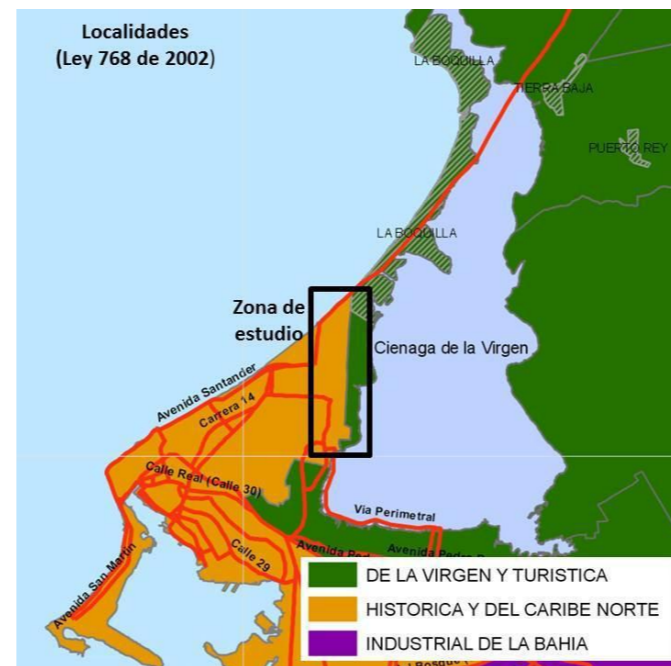 Localidades
(Ley 768 de 2002)
LA BOQUILLA
TIERRA BAJA
PUERTO REY
LA BOQUILLA
Zona de
estudio
Cienaga de la Virgen
Avenida Santander
Carrera 14
Calle Real (Calle 30)
Via Perimetral
Calle 29
Avenida San Martin
DE LA VIRGEN Y TURISTICA
HISTORICA Y DEL CARIBE NORTE
INDUSTRIAL DE LA BAHIA